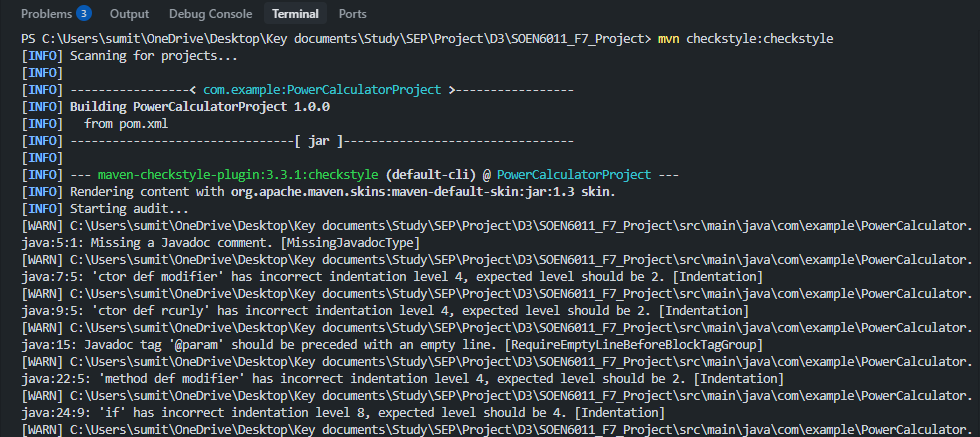 Problems 3 Output Debug Console Terminal Ports
PS C:\Users\sumit\OneDrive\Desktop\Key documents\Study\SEP\Project\D3\SOEN6011_F7_Project> mvn checkstyle:checkstyle
[INFO] Scanning for projects...
[INFO]
[INFO] -----------------< com.example:PowerCalculatorProject >-----------------
[INFO] Building PowerCalculatorProject 1.0.0
[INFO]   from pom.xml
[INFO] --------------------------------[ jar ]---------------------------------
[INFO]
[INFO] --- maven-checkstyle-plugin:3.3.1:checkstyle (default-cli) @ PowerCalculatorProject ---
[INFO] Rendering content with org.apache.maven.skins:maven-default-skin:jar:1.3 skin.
[INFO] Starting audit...
[WARN] C:\Users\sumit\OneDrive\Desktop\Key documents\Study\SEP\Project\D3\SOEN6011_F7_Project\src\main\java\com\example\PowerCalculator.
java:5:1: Missing a Javadoc comment. [MissingJavadocType]
[WARN] C:\Users\sumit\OneDrive\Desktop\Key documents\Study\SEP\Project\D3\SOEN6011_F7_Project\src\main\java\com\example\PowerCalculator.
java:7:5: 'ctor def modifier' has incorrect indentation level 4, expected level should be 2. [Indentation]
[WARN] C:\Users\sumit\OneDrive\Desktop\Key documents\Study\SEP\Project\D3\SOEN6011_F7_Project\src\main\java\com\example\PowerCalculator.
java:9:5: 'ctor def rcurly' has incorrect indentation level 4, expected level should be 2. [Indentation]
[WARN] C:\Users\sumit\OneDrive\Desktop\Key documents\Study\SEP\Project\D3\SOEN6011_F7_Project\src\main\java\com\example\PowerCalculator.
java:15: Javadoc tag '@param' should be preceded with an empty line. [RequireEmptyLineBeforeBlockTagGroup]
[WARN] C:\Users\sumit\OneDrive\Desktop\Key documents\Study\SEP\Project\D3\SOEN6011_F7_Project\src\main\java\com\example\PowerCalculator.
java:22:5: 'method def modifier' has incorrect indentation level 4, expected level should be 2. [Indentation]
[WARN] C:\Users\sumit\OneDrive\Desktop\Key documents\Study\SEP\Project\D3\SOEN6011_F7_Project\src\main\java\com\example\PowerCalculator.
java:24:9: 'if' has incorrect indentation level 8, expected level should be 4. [Indentation]
[WARN] C:\Users\sumit\OneDrive\Desktop\Key documents\Study\SEP\Project\D3\SOEN6011_F7_Project\src\main\java\com\example\PowerCalculator.